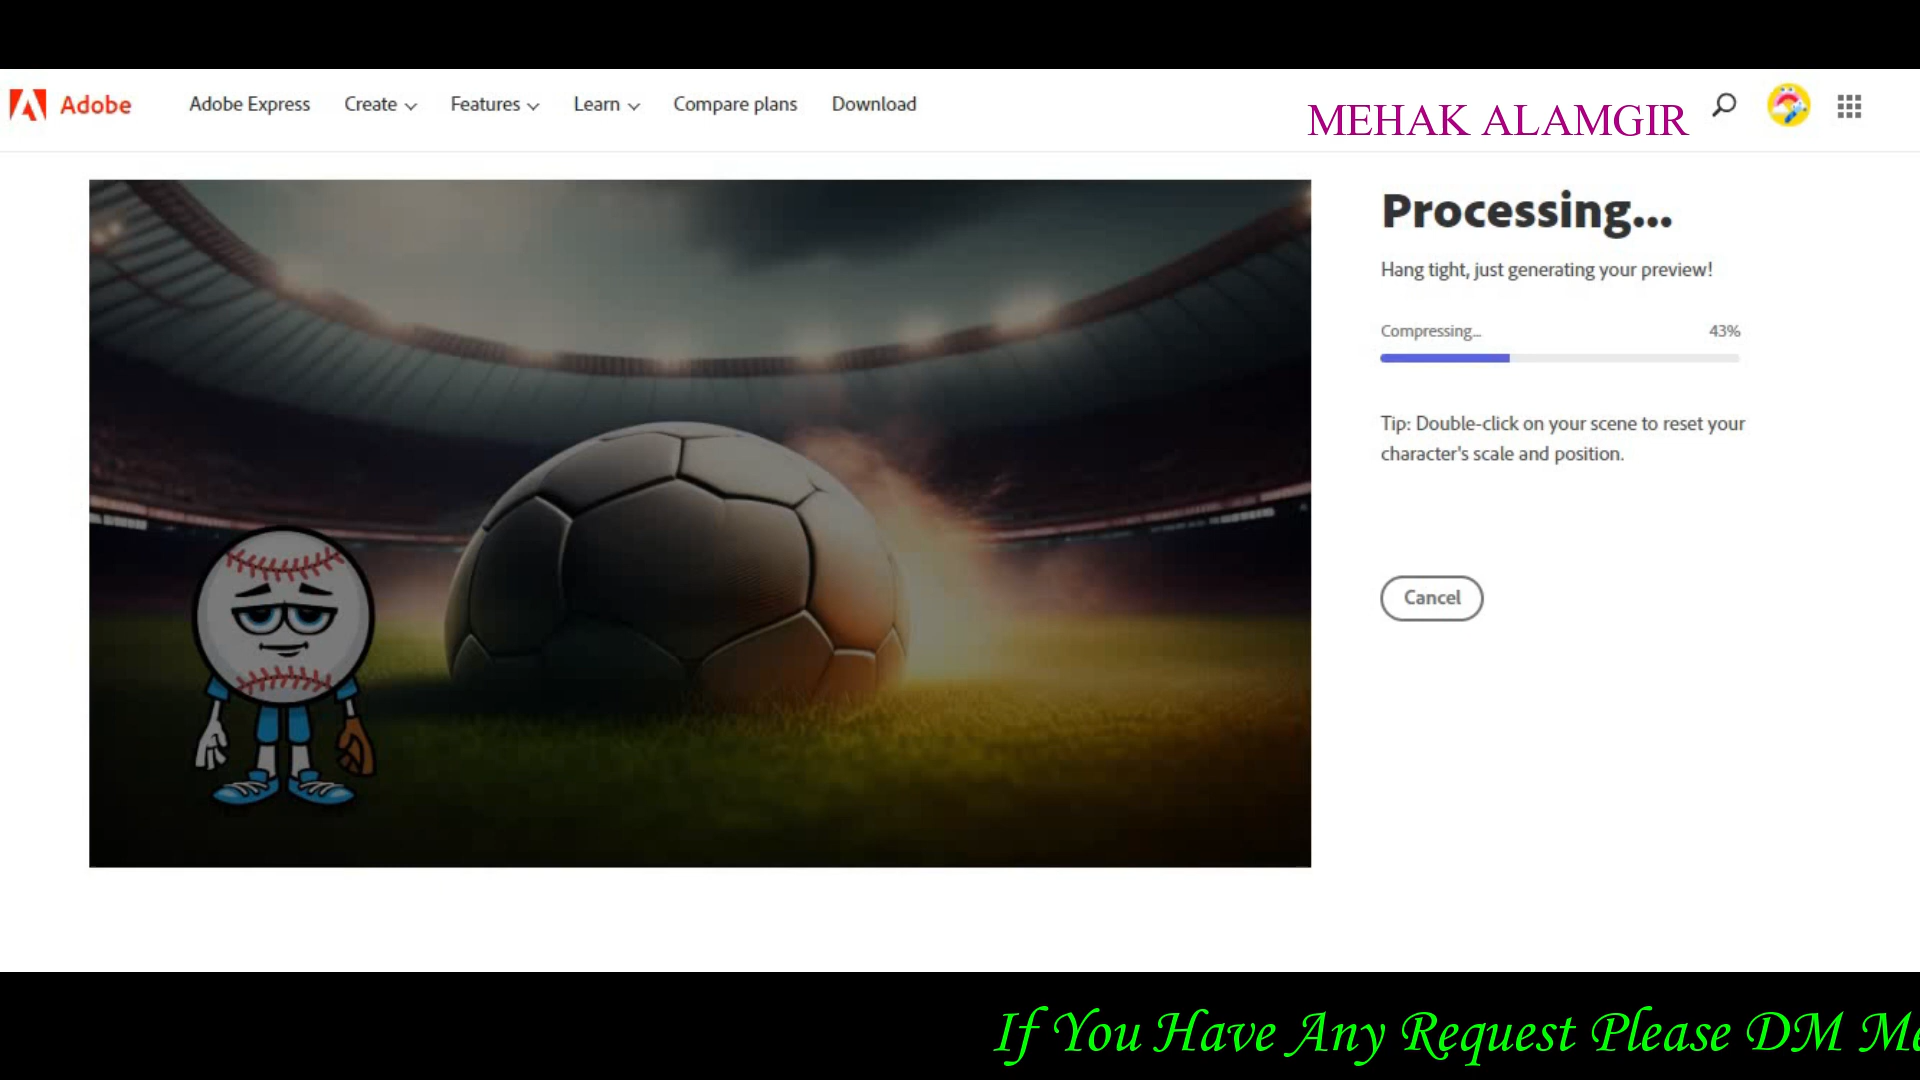 Adobe
Adobe Express Create Features Learn Compare plans Download
MEHAK ALAMGIR
Processing...
Hang tight, just generating your preview!
Compressing... 43%
Tip: Double-click on your scene to reset your
character's scale and position.
Cancel
If You Have Any Request Please DM